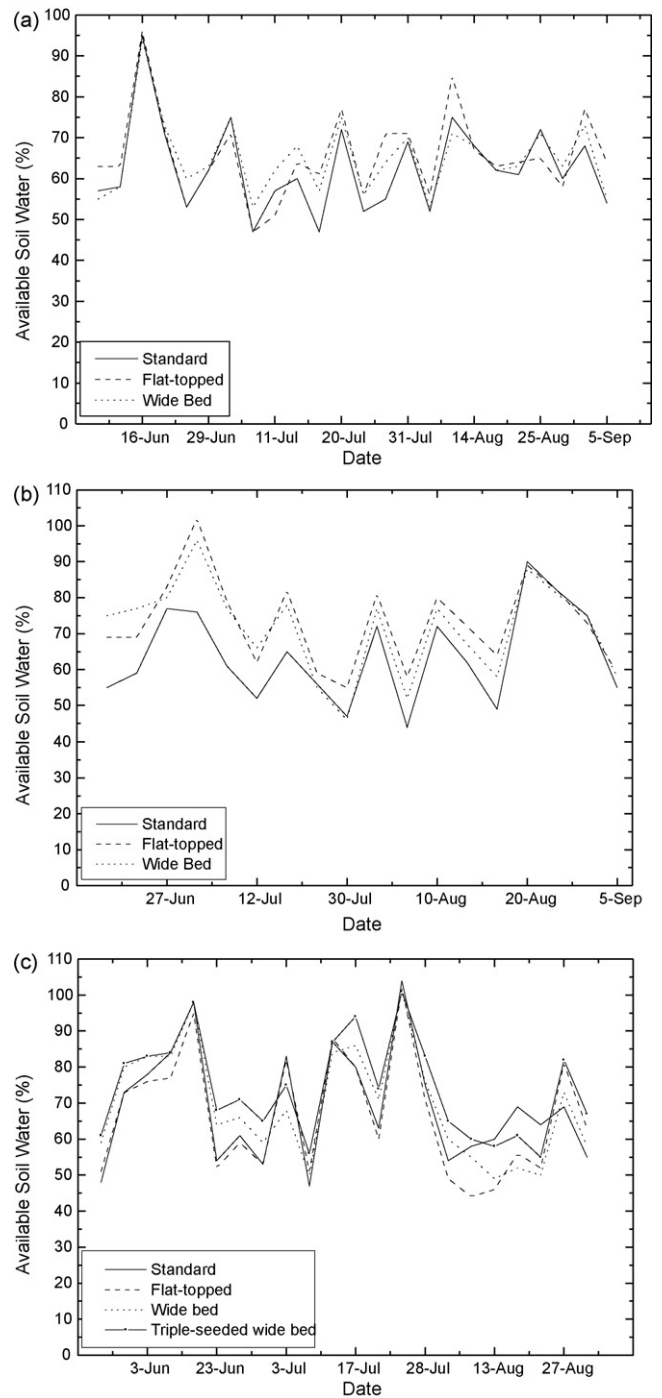 (a)
100
90
80
70
60
50
40
30
20
10
0
Available Soil Water (%)
Standard
Flat-topped
Wide Bed
16-Jun 29-Jun 11-Jul 20-Jul 31-Jul 14-Aug 25-Aug 5-Sep
Date
(b)
110
100
90
80
70
60
50
40
30
20
10
0
Available Soil Water (%)
Standard
Flat-topped
Wide Bed
27-Jun 12-Jul 30-Jul 10-Aug 20-Aug 5-Sep
Date
(c)
110
100
90
80
70
60
50
40
30
20
10
0
Available Soil Water (%)
Standard
Flat-topped
Wide bed
Triple-seeded wide bed
3-Jun 23-Jun 3-Jul 17-Jul 28-Jul 13-Aug 27-Aug
Date